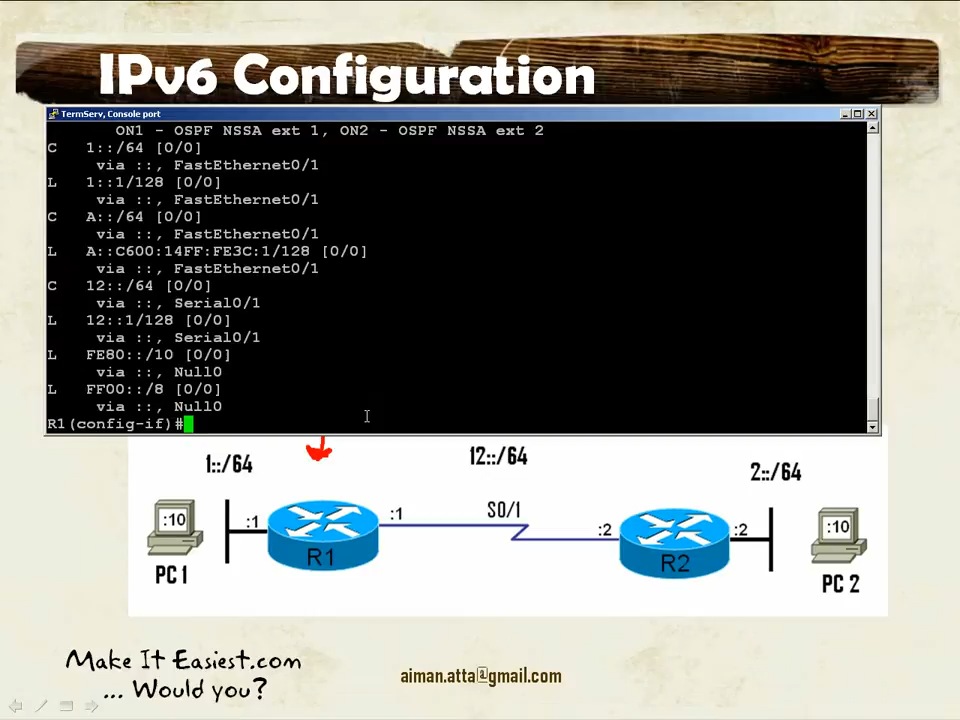 IPv6 Configuration
TermServ, Console port
ON1 - OSPF NSSA ext 1, ON2 - OSPF NSSA ext 2
C 1::/64 [0/0]
via ::, FastEthernet0/1
L 1::1/128 [0/0]
via ::, FastEthernet0/1
C A::/64 [0/0]
via ::, FastEthernet0/1
L A::C600:14FF:FE3C:1/128 [0/0]
via ::, FastEthernet0/1
C 12::/64 [0/0]
via ::, Serial0/1
L 12::1/128 [0/0]
via ::, Serial0/1
L FE80::/10 [0/0]
via ::, Null0
L FF00::/8 [0/0]
via ::, Null0
R1(config-if)#
1::/64
12::/64
2::/64
:10
:1
:1
S0/1
:2
:2
:10
R1
R2
PC 1
PC 2
Make It Easiest.com
... Would you?
aiman.atta@gmail.com